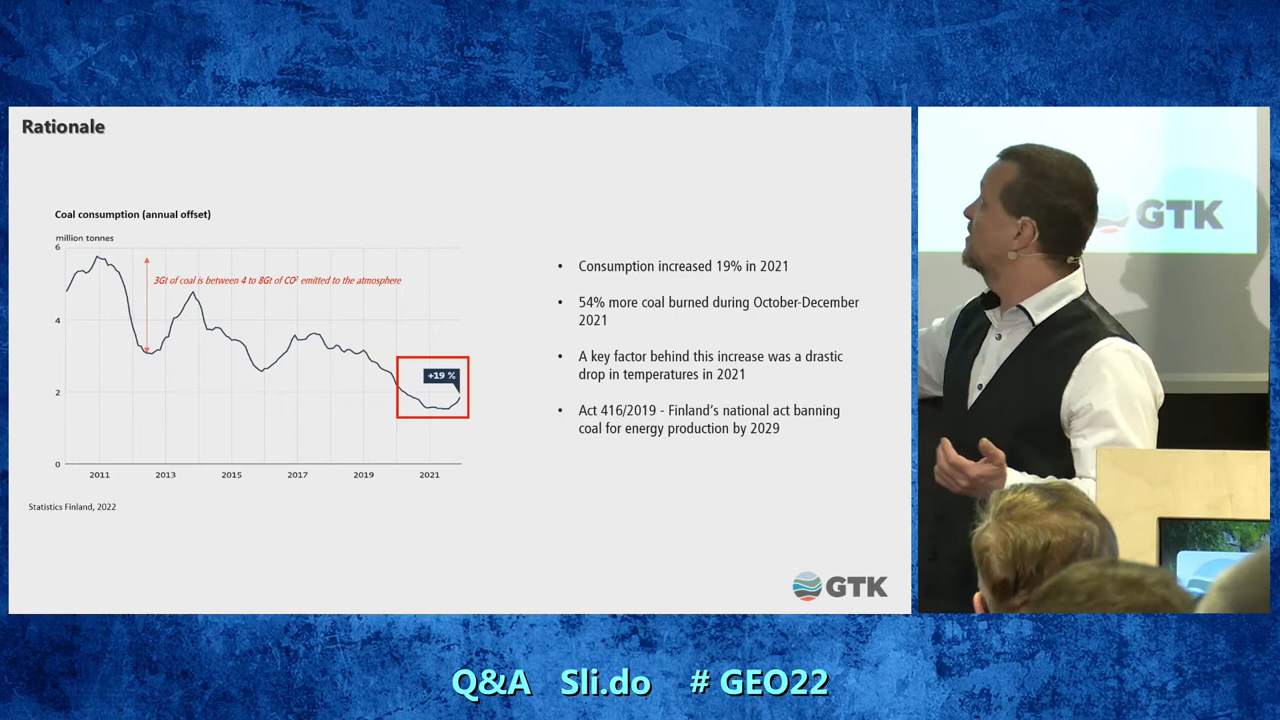 Rationale
Coal consumption (annual offset)
million tonnes
6
4
2
0
3Gt of coal is between 4 to 8Gt of CO² emitted to the atmosphere
+19 %
2011 2013 2015 2017 2019 2021
Statistics Finland, 2022
• Consumption increased 19% in 2021
• 54% more coal burned during October-December
2021
• A key factor behind this increase was a drastic
drop in temperatures in 2021
• Act 416/2019 - Finland's national act banning
coal for energy production by 2029
GTK
GTK
Q&A Sli.do # GEO22